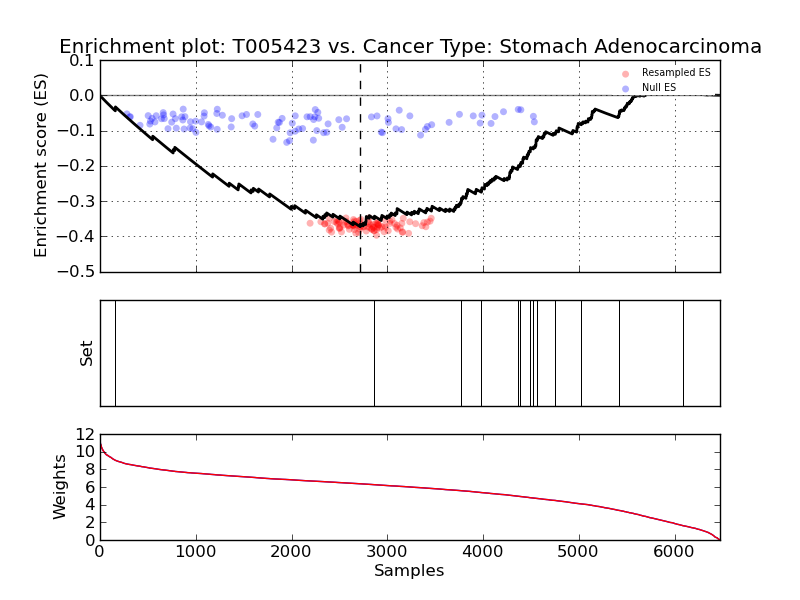 Enrichment plot: T005423 vs. Cancer Type: Stomach Adenocarcinoma
Enrichment score (ES)
0.1
0.0
−0.1
−0.2
−0.3
−0.4
−0.5
Resampled ES
Null ES
Set
Weights
12
10
8
6
4
2
0
0 1000 2000 3000 4000 5000 6000
Samples